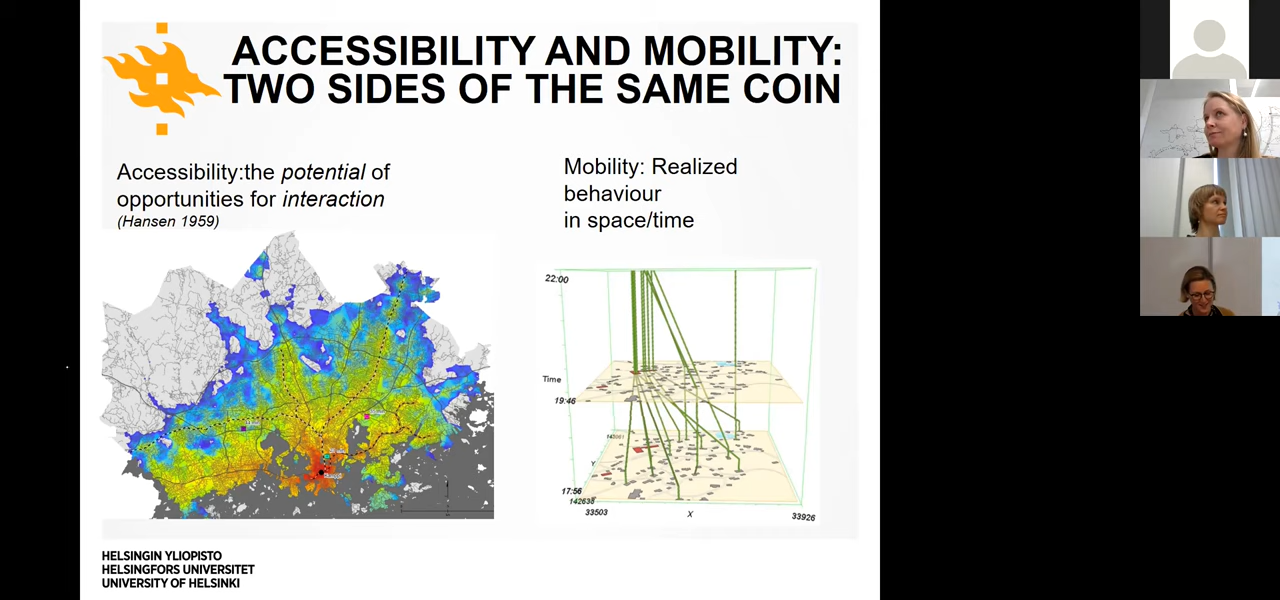 ACCESSIBILITY AND MOBILITY:
TWO SIDES OF THE SAME COIN
Accessibility:the potential of
opportunities for interaction
(Hansen 1959)
Mobility: Realized
behaviour
in space/time
22:00
Time
19:46
143061
Y
17:56
142638
33503
X
33926
HELSINGIN YLIOPISTO
HELSINGFORS UNIVERSITET
UNIVERSITY OF HELSINKI